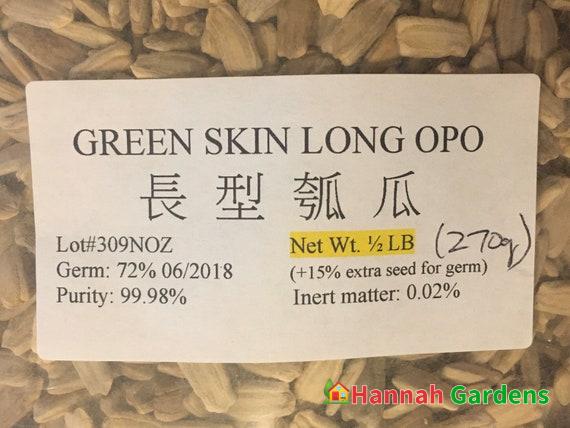 GREEN SKIN LONG OPO
長型瓠瓜
Lot#309NOZ
Net Wt. ½ LB (270g)
Germ: 72% 06/2018
(+15% extra seed for germ)
Purity: 99.98%
Inert matter: 0.02%
Hannah Gardens